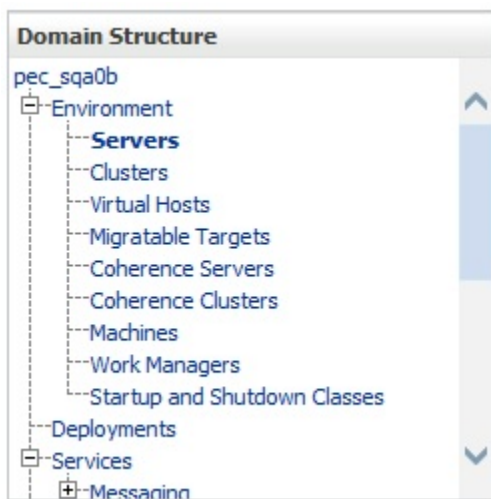 Domain Structure
pec_sqa0b
Environment
Servers
Clusters
Virtual Hosts
Migratable Targets
Coherence Servers
Coherence Clusters
Machines
Work Managers
Startup and Shutdown Classes
Deployments
Services
Messaging